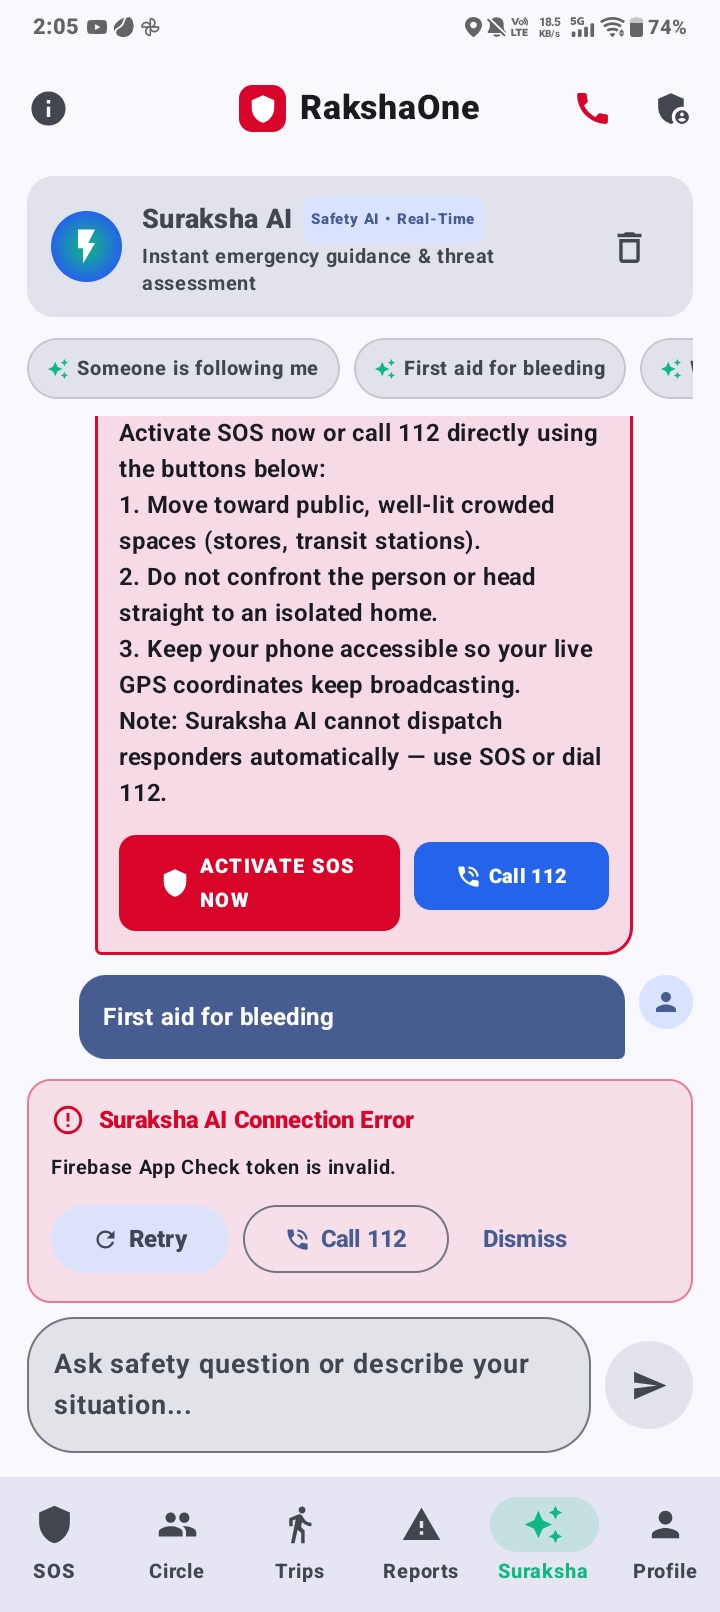 2:05
Vo) LTE
18.5 KB/s
5G
74%
RakshaOne
Suraksha AI
Safety AI • Real-Time
Instant emergency guidance & threat
assessment
Someone is following me
First aid for bleeding
Activate SOS now or call 112 directly using
the buttons below:
1. Move toward public, well-lit crowded
spaces (stores, transit stations).
2. Do not confront the person or head
straight to an isolated home.
3. Keep your phone accessible so your live
GPS coordinates keep broadcasting.
Note: Suraksha AI cannot dispatch
responders automatically — use SOS or dial
112.
ACTIVATE SOS
NOW
Call 112
First aid for bleeding
Suraksha AI Connection Error
Firebase App Check token is invalid.
Retry
Call 112
Dismiss
Ask safety question or describe your
situation...
SOS
Circle
Trips
Reports
Suraksha
Profile